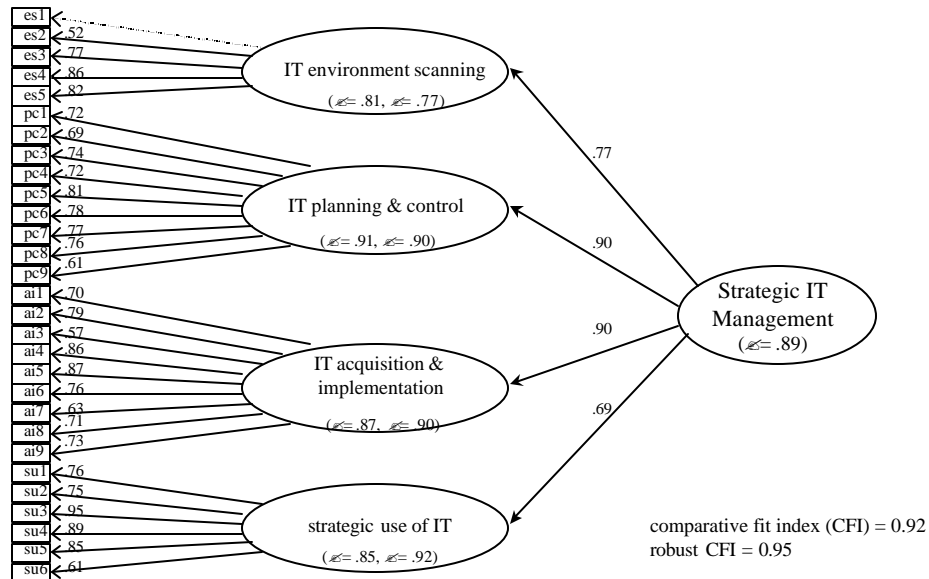 es1
es2 .52
es3 .77
es4 .86
es5 .82
pc1 .72
pc2 .69
pc3 .74
pc4 .72
pc5 .81
pc6 .78
pc7 .77
pc8 .76
pc9 .61
ai1 .70
ai2 .79
ai3 .57
ai4 .86
ai5 .87
ai6 .76
ai7 .63
ai8 .71
ai9 .73
su1 .76
su2 .75
su3 .95
su4 .89
su5 .85
su6 .61
IT environment scanning
(✍= .81, ✍= .77)
IT planning & control
(✍= .91, ✍= .90)
IT acquisition &
implementation
(✍= .87, ✍= .90)
strategic use of IT
(✍= .85, ✍= .92)
.77
.90
.90
.69
Strategic IT
Management
(✍= .89)
comparative fit index (CFI) = 0.92
robust CFI = 0.95